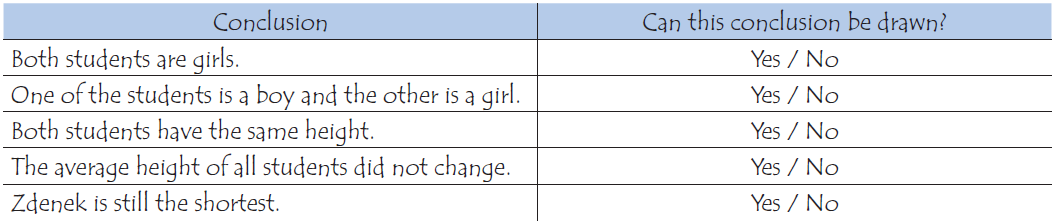 Conclusion Can this conclusion be drawn?
Both students are girls. Yes / No
One of the students is a boy and the other is a girl. Yes / No
Both students have the same height. Yes / No
The average height of all students did not change. Yes / No
Zdenek is still the shortest. Yes / No